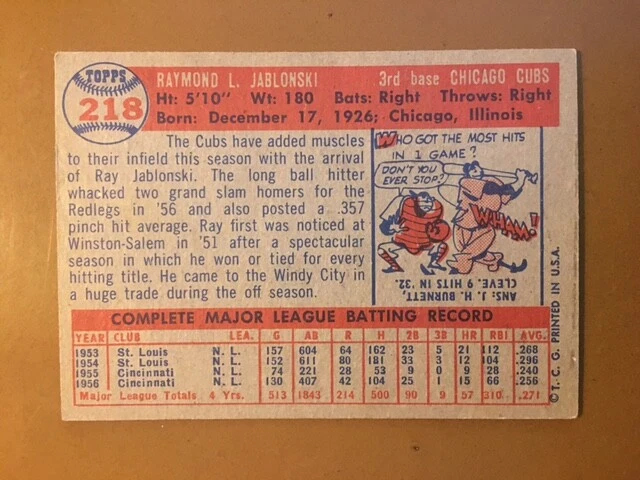 TOPPS
218
RAYMOND L. JABLONSKI 3rd base CHICAGO CUBS
Ht: 5'10" Wt: 180 Bats: Right Throws: Right
Born: December 17, 1926; Chicago, Illinois
The Cubs have added muscles
to their infield this season with the arrival
of Ray Jablonski. The long ball hitter
whacked two grand slam homers for the
Redlegs in '56 and also posted a .357
pinch hit average. Ray first was noticed at
Winston-Salem in '51 after a spectacular
season in which he won or tied for every
hitting title. He came to the Windy City in
a huge trade during the off season.
WHO GOT THE MOST HITS
IN 1 GAME?
DON'T YOU
EVER STOP?
WHAM!
ANS: J. H. BURNETT,
CLEVE. 9 HITS IN '32.
COMPLETE MAJOR LEAGUE BATTING RECORD
YEAR CLUB LEA. G AB R H 2B 3B HR RBI AVG.
1953 St. Louis N. L. 157 604 64 162 23 5 21 112 .268
1954 St. Louis N. L. 152 611 80 181 33 3 12 104 .296
1955 Cincinnati N. L. 74 221 28 53 9 0 9 28 .240
1956 Cincinnati N. L. 130 407 42 104 25 1 15 66 .256
Major League Totals 4 Yrs. 513 1843 214 500 90 9 57 310 .271
© T. C. G. PRINTED IN U.S.A.